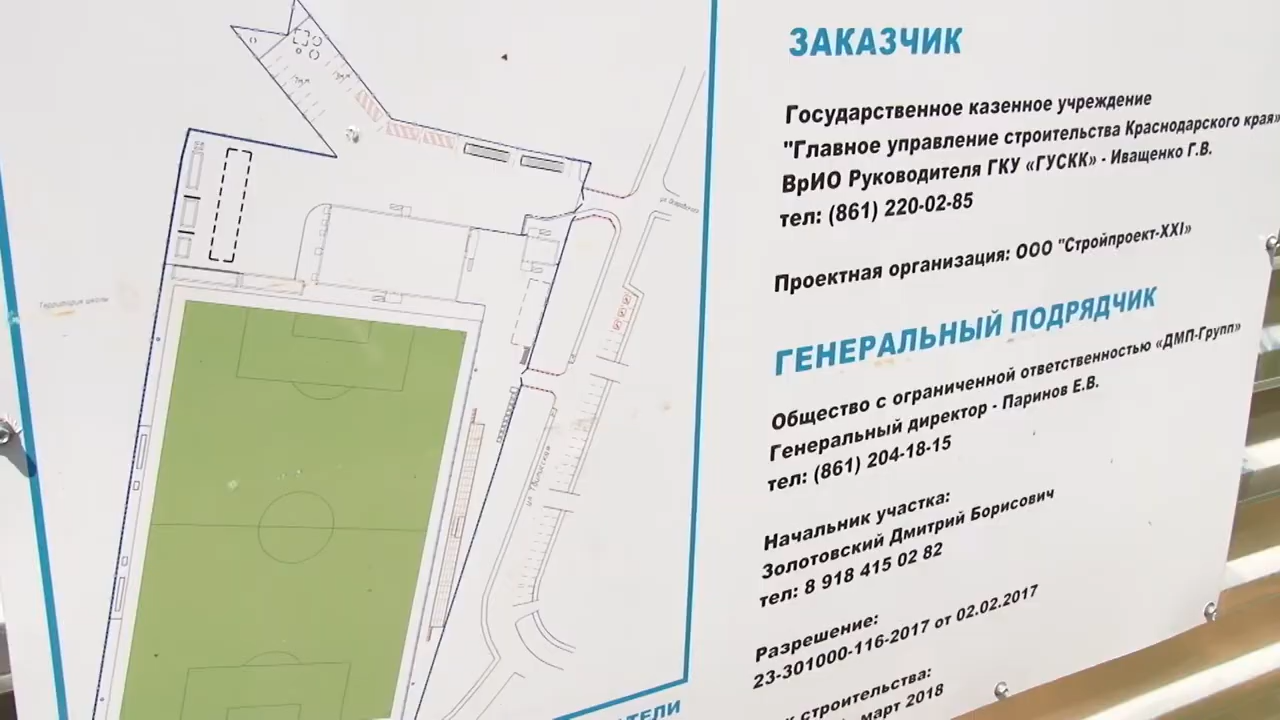 ЗАКАЗЧИК
Государственное казенное учреждение
"Главное управление строительства Краснодарского края»
ВрИО Руководителя ГКУ «ГУСКК» - Иващенко Г.В.
тел: (861) 220-02-85
Проектная организация: ООО "Стройпроект-XXI»
ГЕНЕРАЛЬНЫЙ ПОДРЯДЧИК
Общество с ограниченной ответственностью «ДМП-Групп»
Генеральный директор - Паринов Е.В.
тел: (861) 204-18-15
Начальник участка:
Золотовский Дмитрий Борисович
тел: 8 918 415 02 82
Разрешение:
23-301000-116-2017 от 02.02.2017
строительства:
март 2018
Территория школы